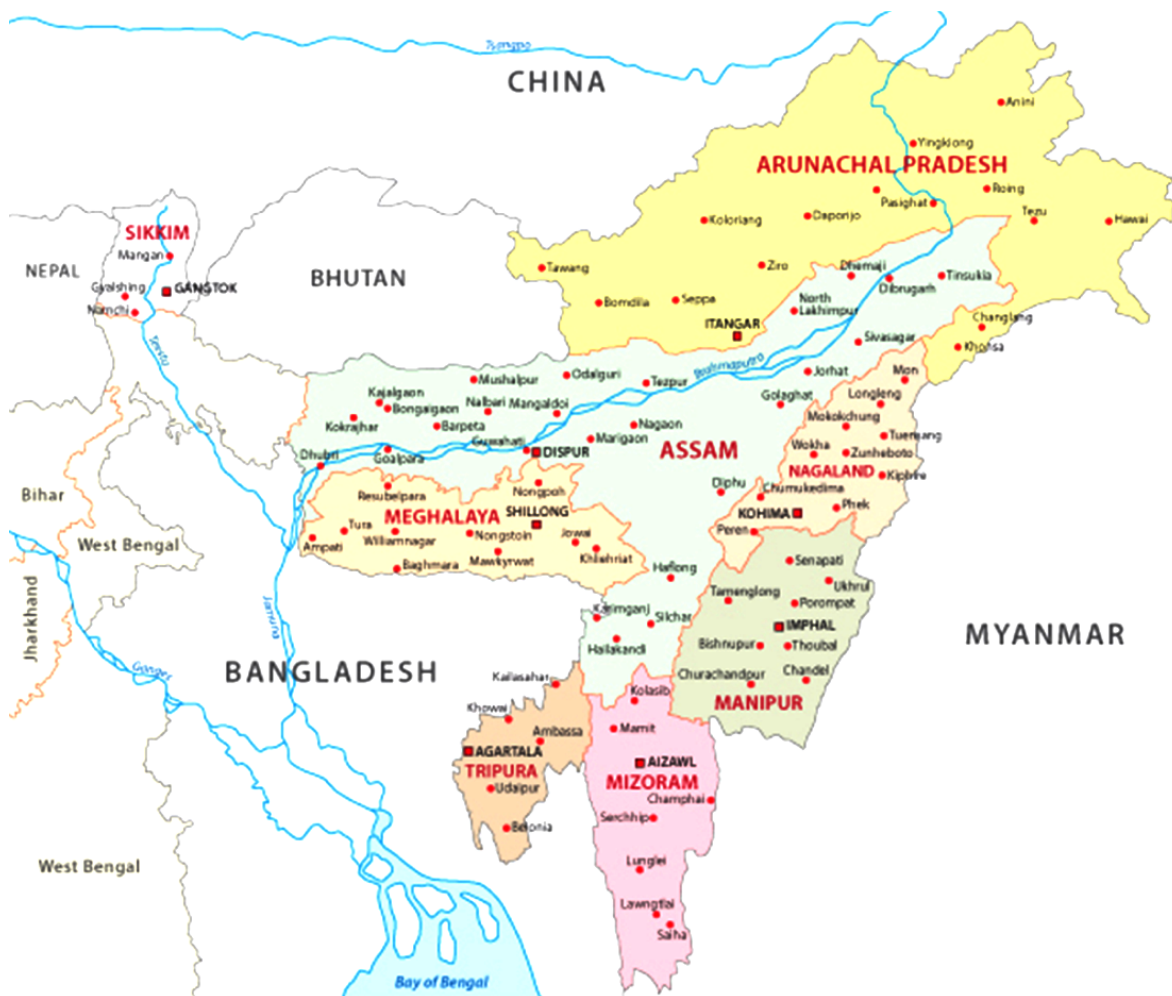 Tsangpo
CHINA
Anini
Yingkiong
ARUNACHAL PRADESH
Roing
Pasighat
Tezu
Koloriang
Daporijo
Hawai
SIKKIM
Mangan
NEPAL
BHUTAN
Tawang
Ziro
Dhemaji
Tinsukia
Dibrugarh
Gyalshing
GANGTOK
Namchi
Bomdila
Seppa
North
Lakhimpur
ITANGAR
Changlang
Khonsa
Teesta
Sivasagar
Brahmaputra
Jorhat
Mon
Mushalpur
Odalguri
Tezpur
Kajalgaon
Bongaigaon
Nalbari
Mangaldoi
Golaghat
Longleng
Mokokchung
Kokrajhar
Barpeta
Nagaon
Marigaon
Tuensang
Wokha
Zunheboto
Guwahati
DISPUR
ASSAM
Dhubri
Goalpara
NAGALAND
Kiphire
Diphu
Chumukedima
Nongpoh
Resubelpara
Bihar
SHILLONG
MEGHALAYA
KOHIMA
Phek
Peren
Tura
Williamnagar
Nongstoin
Jowai
Ampati
Mawkyrwat
Khliehriat
Baghmara
West Bengal
Senapati
Haflong
Ukhrul
Tamenglong
Porompat
Jharkhand
Jamuna
Karimganj
Silchar
IMPHAL
MYANMAR
Hailakandi
Bishnupur
Thoubal
Ganges
BANGLADESH
Kailasahar
Churachandpur
Chandel
Kolasib
MANIPUR
Khowai
Ambassa
Mamit
AGARTALA
AIZAWL
TRIPURA
MIZORAM
Udaipur
Champhai
Serchhip
Belonia
West Bengal
Lunglei
Lawngtlai
Saiha
Bay of Bengal